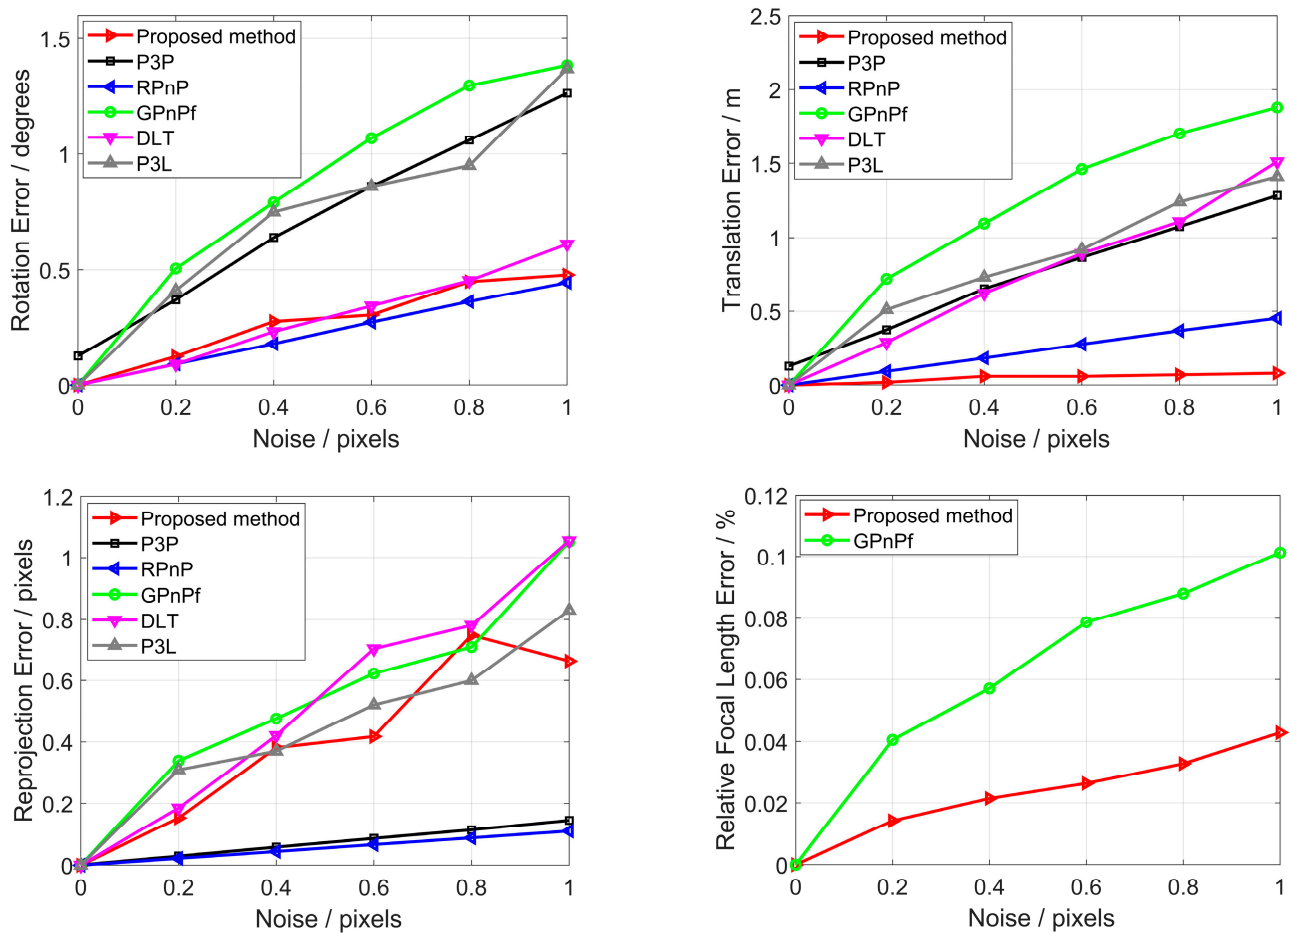 Rotation Error / degrees
1.5
1
0.5
0
Proposed method
P3P
RPnP
GPnPf
DLT
P3L
0 0.2 0.4 0.6 0.8 1
Noise / pixels
Translation Error / m
2.5
2
1.5
1
0.5
0
Proposed method
P3P
RPnP
GPnPf
DLT
P3L
0 0.2 0.4 0.6 0.8 1
Noise / pixels
Reprojection Error / pixels
1.2
1
0.8
0.6
0.4
0.2
0
Proposed method
P3P
RPnP
GPnPf
DLT
P3L
0 0.2 0.4 0.6 0.8 1
Noise / pixels
Relative Focal Length Error / %
0.12
0.1
0.08
0.06
0.04
0.02
0
Proposed method
GPnPf
0 0.2 0.4 0.6 0.8 1
Noise / pixels